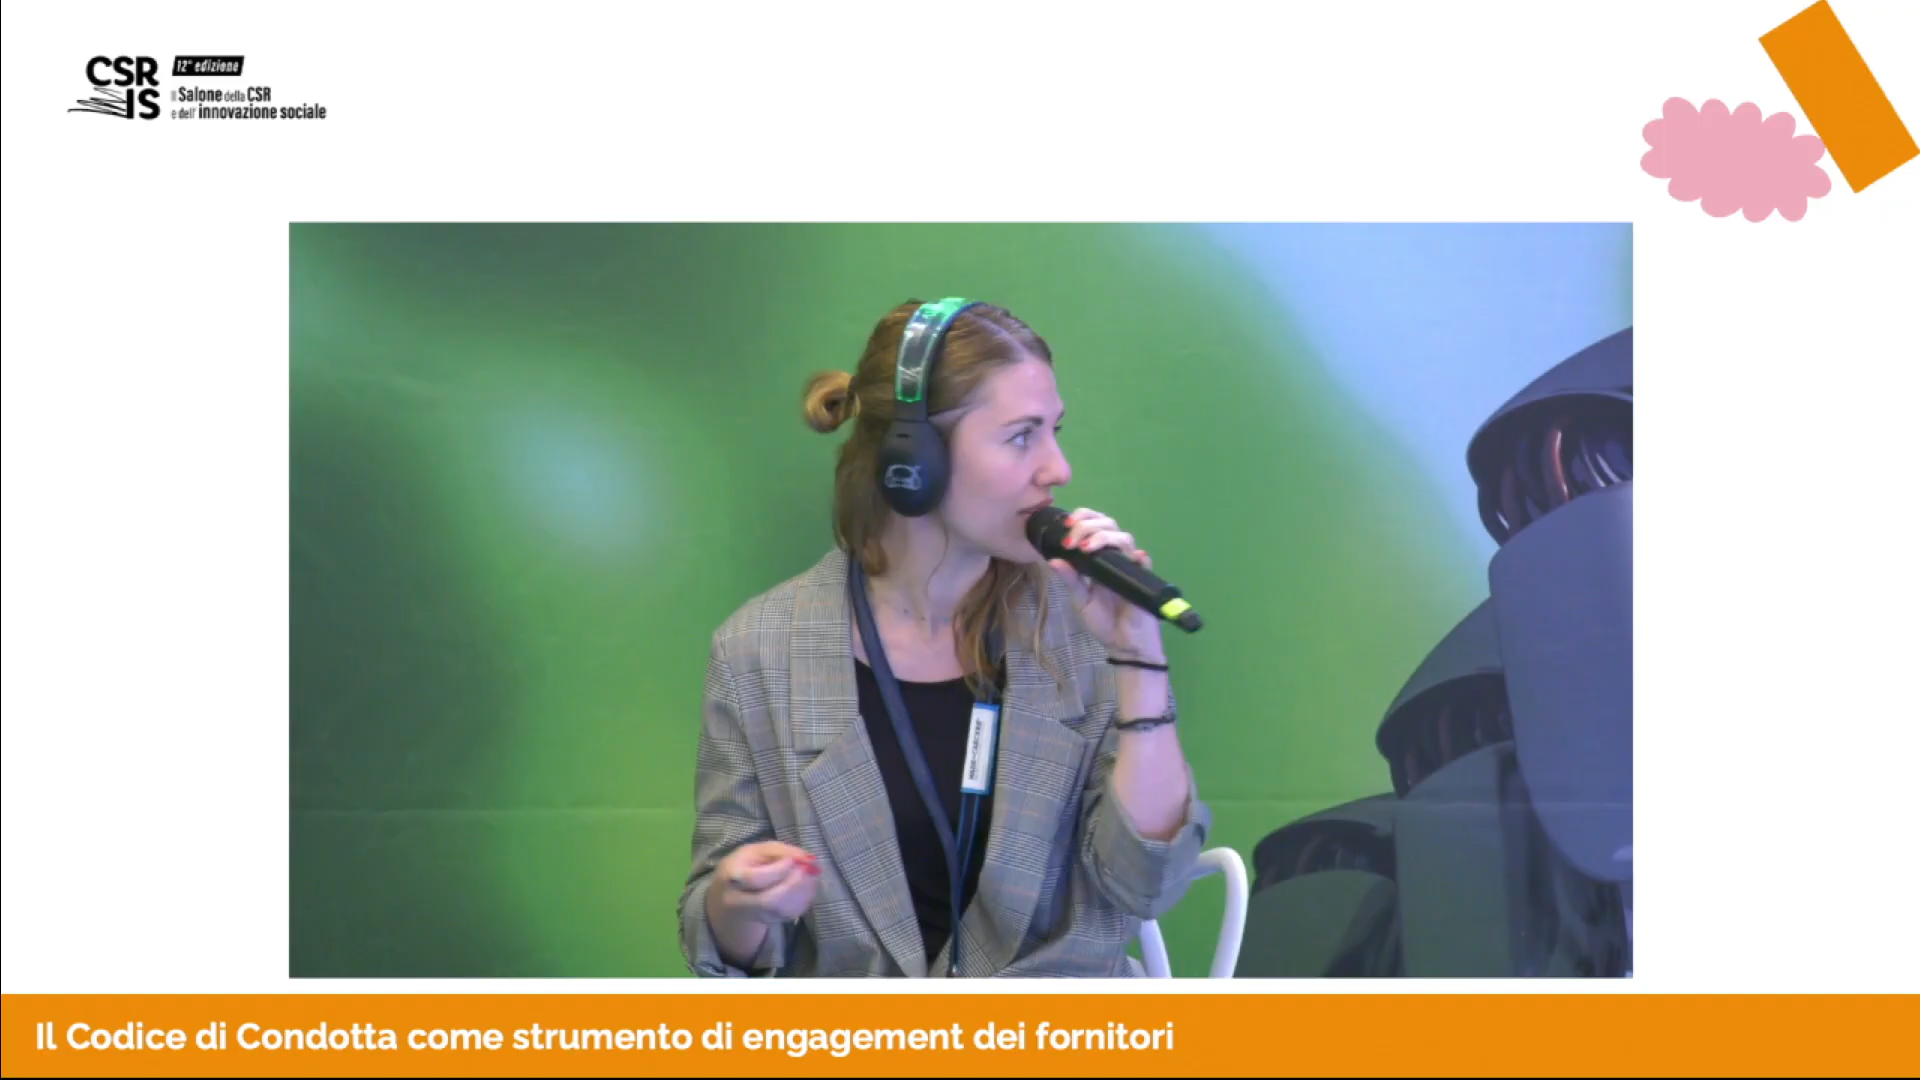 CSR
IS
12° edizione
Il Salone della CSR
e dell'innovazione sociale
Il Codice di Condotta come strumento di engagement dei fornitori